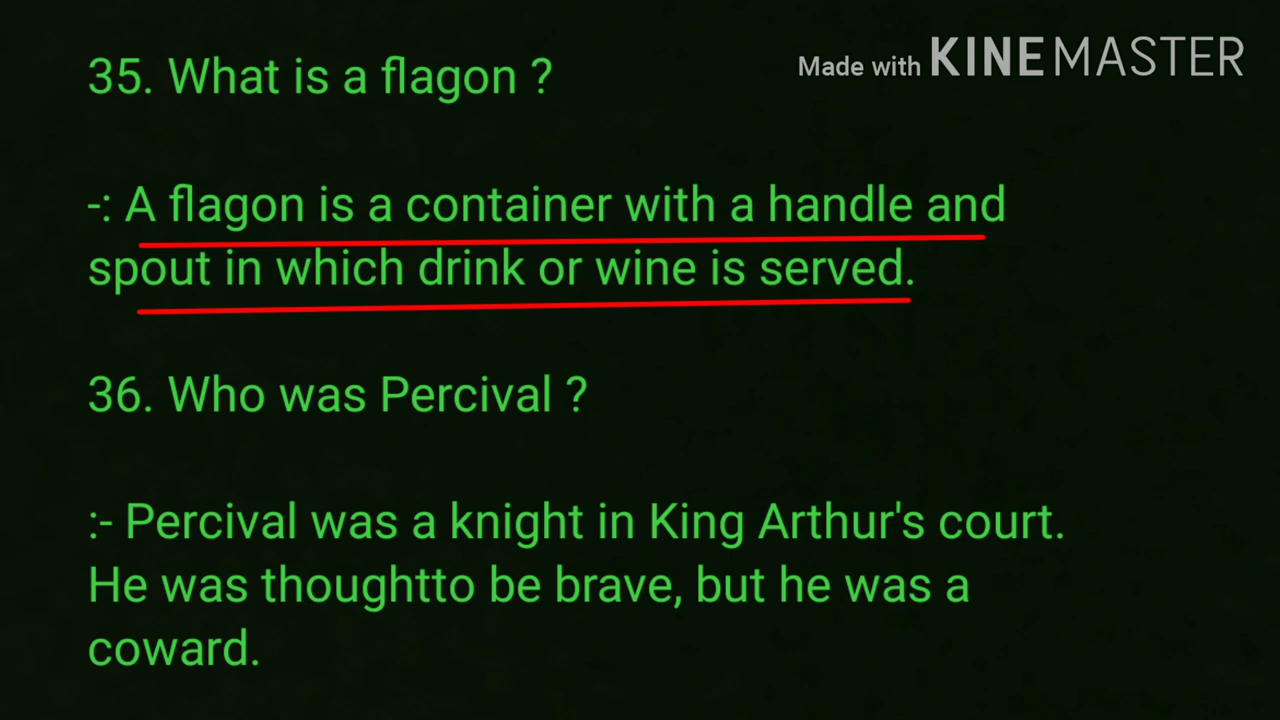 Made with KINEMASTER
35. What is a flagon ?
-: A flagon is a container with a handle and
spout in which drink or wine is served.
36. Who was Percival ?
:- Percival was a knight in King Arthur's court.
He was thoughtto be brave, but he was a
coward.